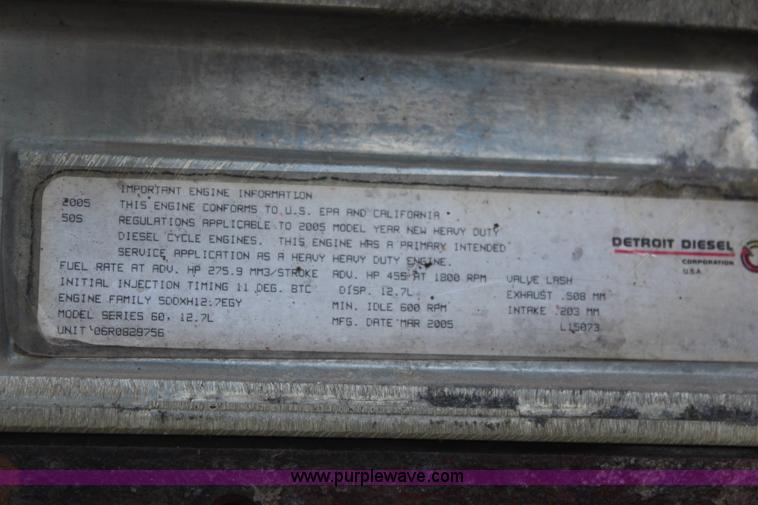 IMPORTANT ENGINE INFORMATION
2005 THIS ENGINE CONFORMS TO U.S. EPA AND CALIFORNIA
50S REGULATIONS APPLICABLE TO 2005 MODEL YEAR NEW HEAVY DUTY
DIESEL CYCLE ENGINES. THIS ENGINE HAS A PRIMARY INTENDED
SERVICE APPLICATION AS A HEAVY HEAVY DUTY ENGINE.
FUEL RATE AT ADV. HP 275.9 MM3/STROKE ADV. HP 455 AT 1800 RPM VALVE LASH
INITIAL INJECTION TIMING 11 DEG. BTC DISP. 12.7L EXHAUST .508 MM
ENGINE FAMILY 5DDXH12.7EGY MIN. IDLE 600 RPM INTAKE .203 MM
MODEL SERIES 60, 12.7L MFG. DATE MAR 2005 L15073
UNIT 06R0829756
DETROIT DIESEL
CORPORATION
U.S.A.
www.purplewave.com